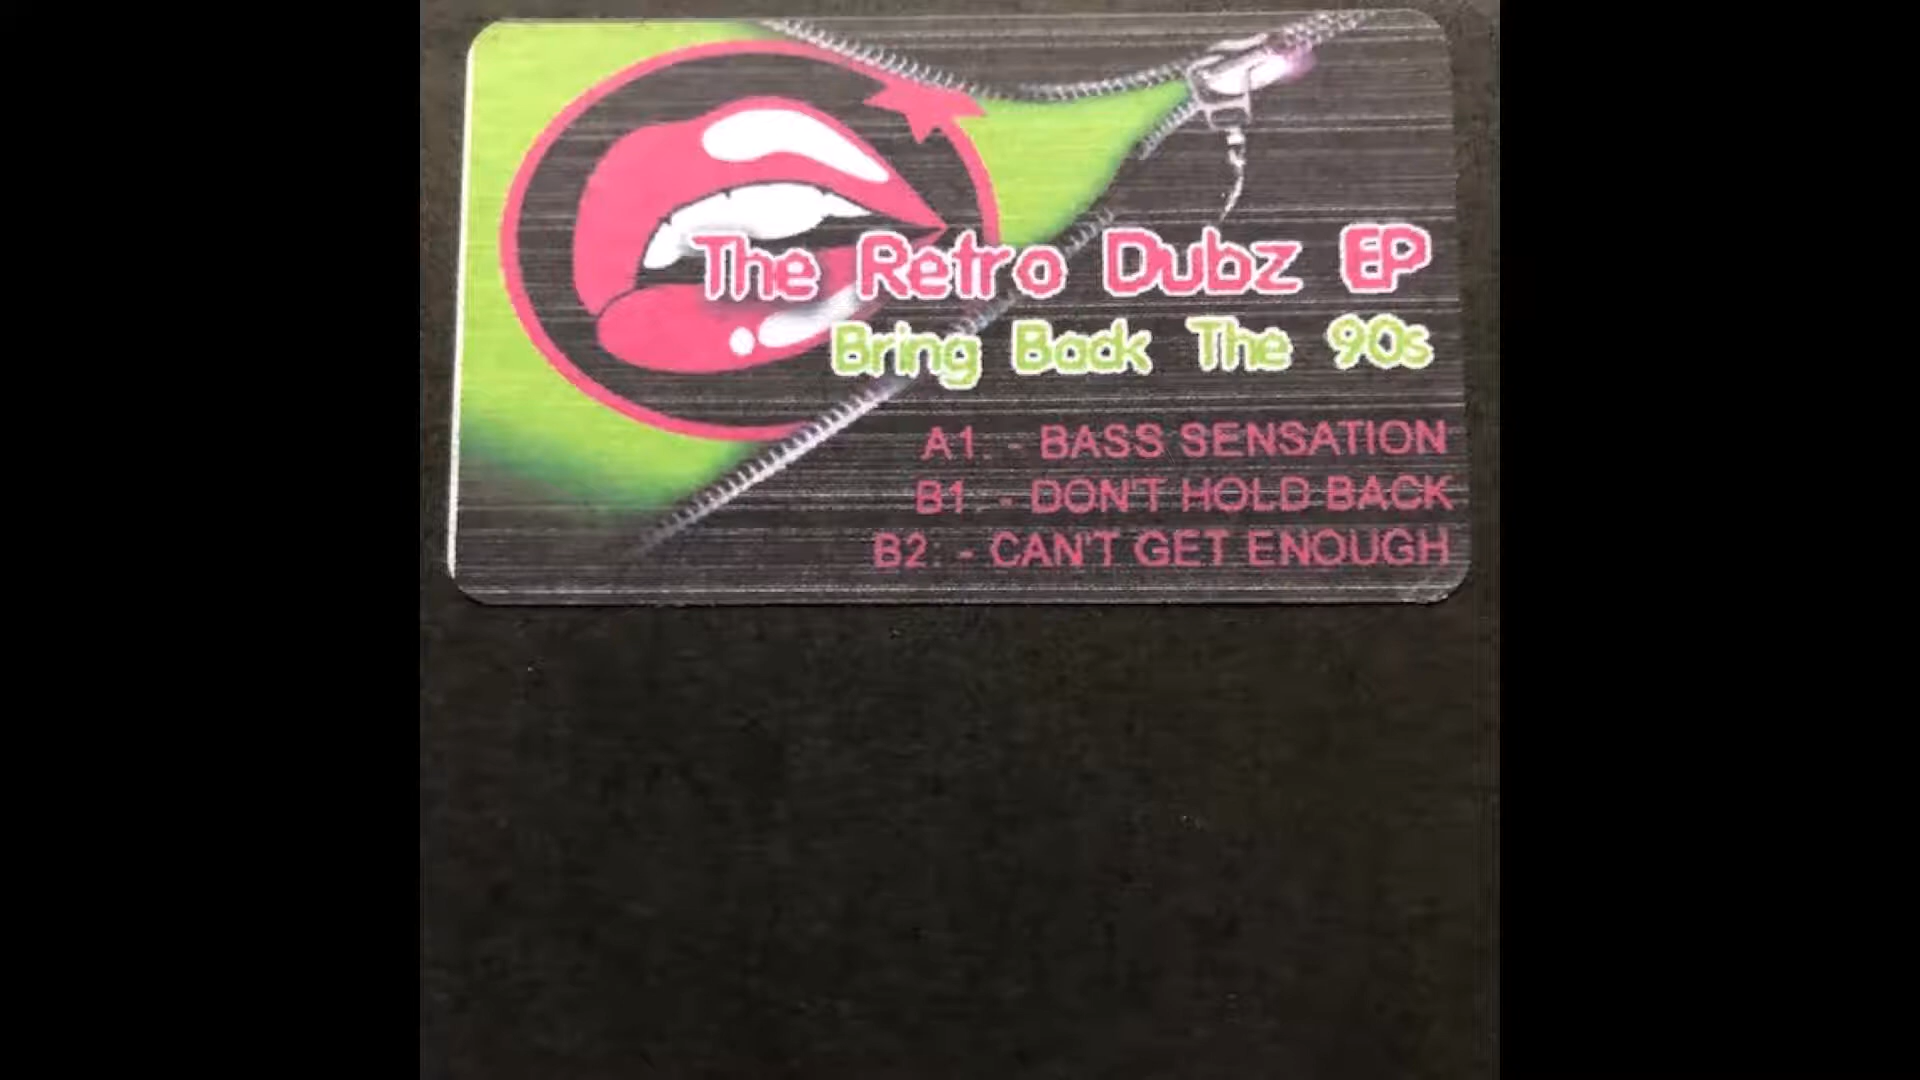 The Retro Dubz EP
Bring Back The 90s
A1. - BASS SENSATION
B1. - DON'T HOLD BACK
B2. - CAN'T GET ENOUGH